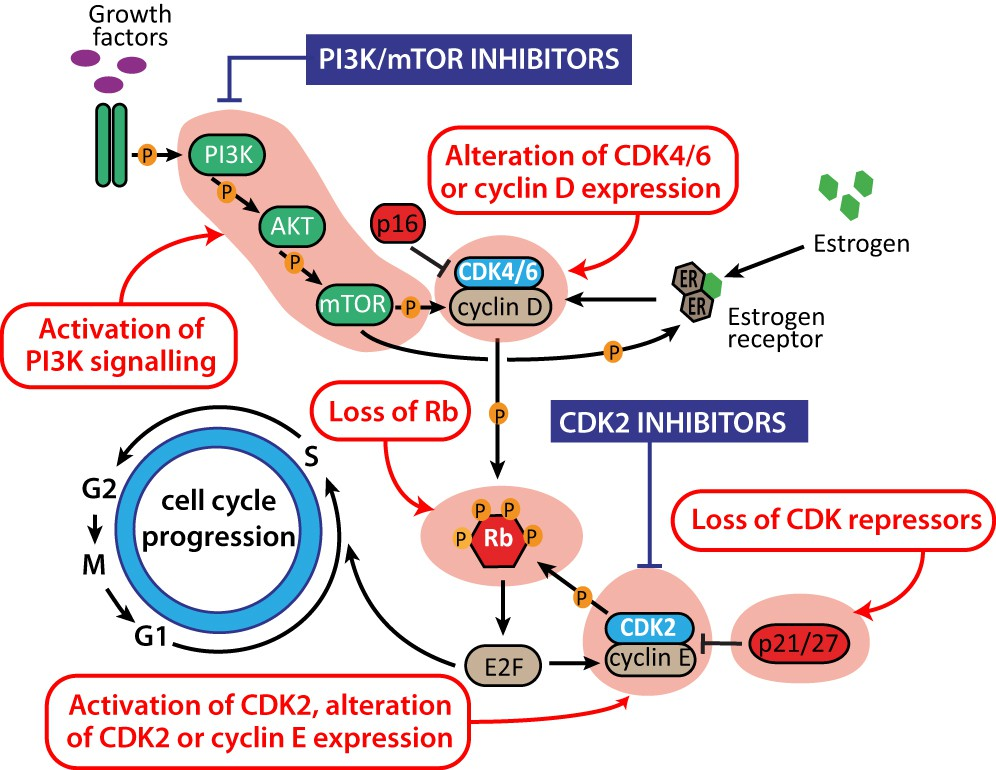 Growth
factors
PI3K/mTOR INHIBITORS
P
PI3K
P
AKT
P
mTOR
P
p16
CDK4/6
cyclin D
Alteration of CDK4/6
or cyclin D expression
Estrogen
ER
ER
Estrogen
receptor
P
Activation of
PI3K signalling
P
Loss of Rb
CDK2 INHIBITORS
P
P
P
P
Rb
Loss of CDK repressors
P
CDK2
cyclin E
p21/27
E2F
S
G2
M
G1
cell cycle
progression
Activation of CDK2, alteration
of CDK2 or cyclin E expression